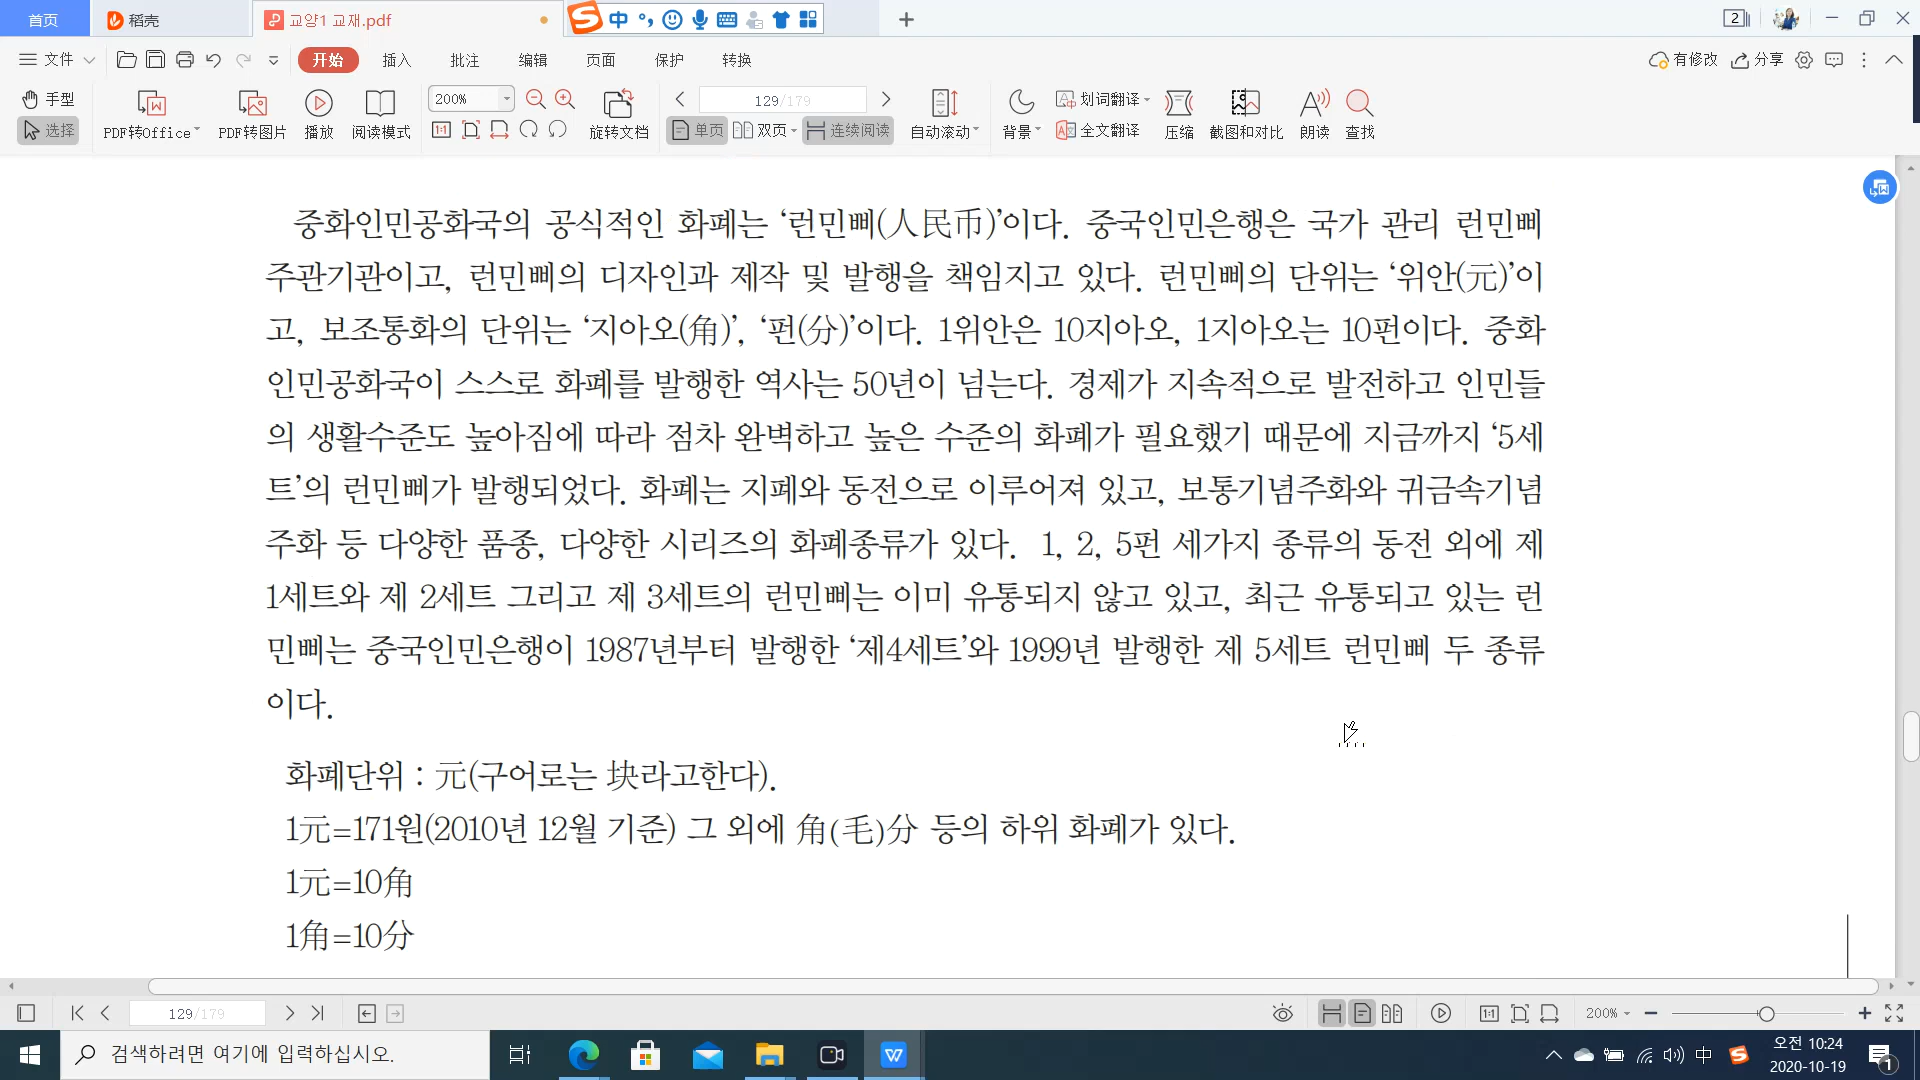 首页 稻壳 교양1 교재.pdf 中 2
文件 开始 插入 批注 编辑 页面 保护 转换 有修改 分享
手型 选择 PDF转Office PDF转图片 播放 阅读模式 200% 1:1 旋转文档 129/179 单页 双页 连续阅读 自动滚动 背景 划词翻译 全文翻译 压缩 截图和对比 朗读 查找
중화인민공화국의 공식적인 화폐는 ‘런민삐(人民币)’이다. 중국인민은행은 국가 관리 런민삐
주관기관이고, 런민삐의 디자인과 제작 및 발행을 책임지고 있다. 런민삐의 단위는 ‘위안(元)’이
고, 보조통화의 단위는 ‘지아오(角)’, ‘펀(分)’이다. 1위안은 10지아오, 1지아오는 10펀이다. 중화
인민공화국이 스스로 화폐를 발행한 역사는 50년이 넘는다. 경제가 지속적으로 발전하고 인민들
의 생활수준도 높아짐에 따라 점차 완벽하고 높은 수준의 화폐가 필요했기 때문에 지금까지 ‘5세
트’의 런민삐가 발행되었다. 화폐는 지폐와 동전으로 이루어져 있고, 보통기념주화와 귀금속기념
주화 등 다양한 품종, 다양한 시리즈의 화폐종류가 있다. 1, 2, 5펀 세가지 종류의 동전 외에 제
1세트와 제 2세트 그리고 제 3세트의 런민삐는 이미 유통되지 않고 있고, 최근 유통되고 있는 런
민삐는 중국인민은행이 1987년부터 발행한 ‘제4세트’와 1999년 발행한 제 5세트 런민삐 두 종류
이다.
화폐단위 : 元(구어로는 块라고한다).
1元=171원(2010년 12월 기준) 그 외에 角(毛)分 등의 하위 화폐가 있다.
1元=10角
1角=10分
129/179 1:1 200%
검색하려면 여기에 입력하십시오. 中 오전 10:24
2020-10-19 1